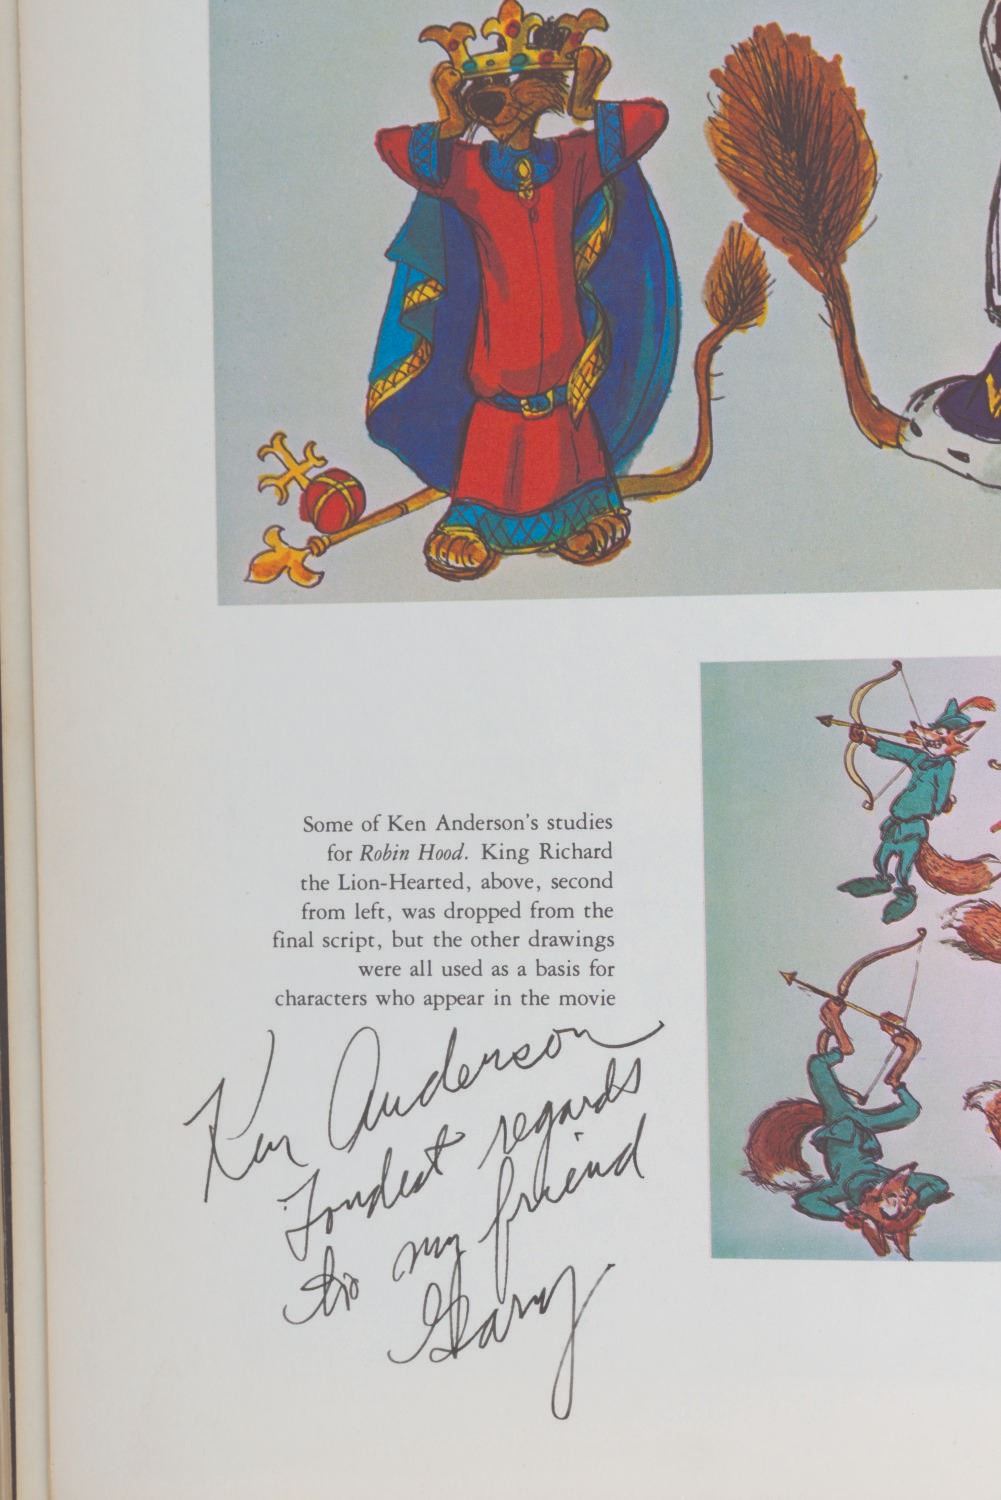 Some of Ken Anderson's studies
for Robin Hood. King Richard
the Lion-Hearted, above, second
from left, was dropped from the
final script, but the other drawings
were all used as a basis for
characters who appear in the movie
Ken Anderson
Fondest regards
to my friend
Gary